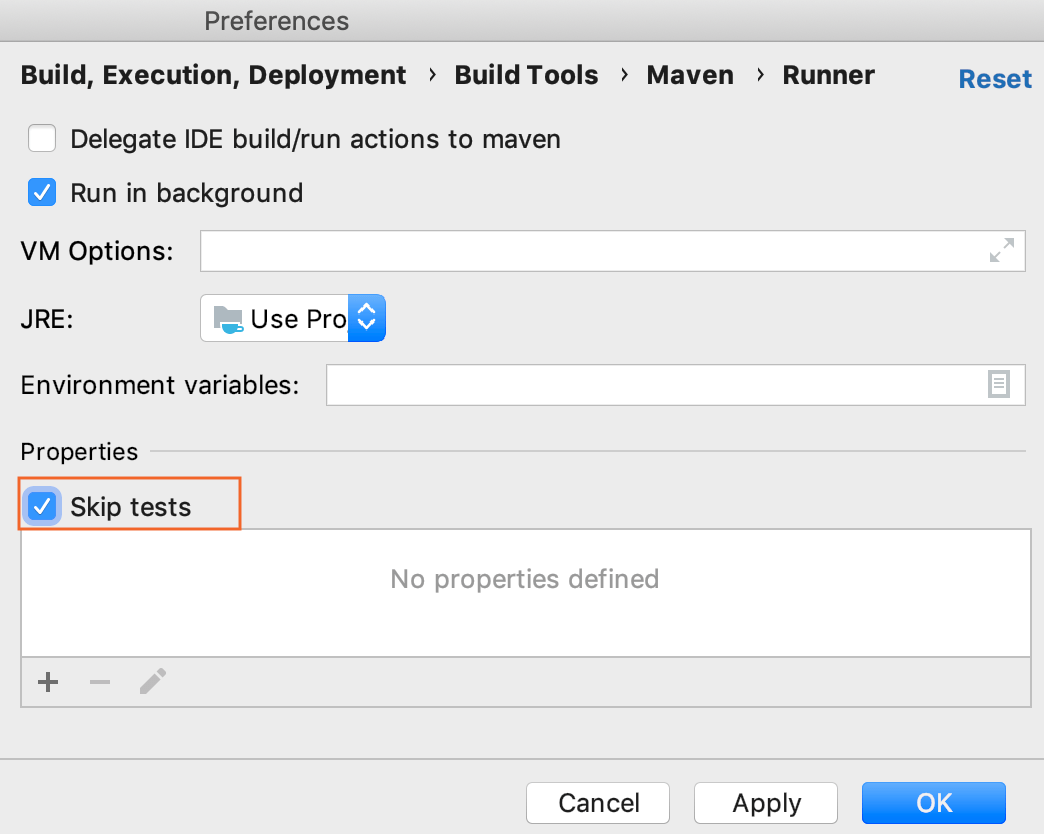 Preferences
Build, Execution, Deployment › Build Tools › Maven › Runner Reset
Delegate IDE build/run actions to maven
Run in background
VM Options:
JRE: Use Pro
Environment variables:
Properties
Skip tests
No properties defined
Cancel Apply OK